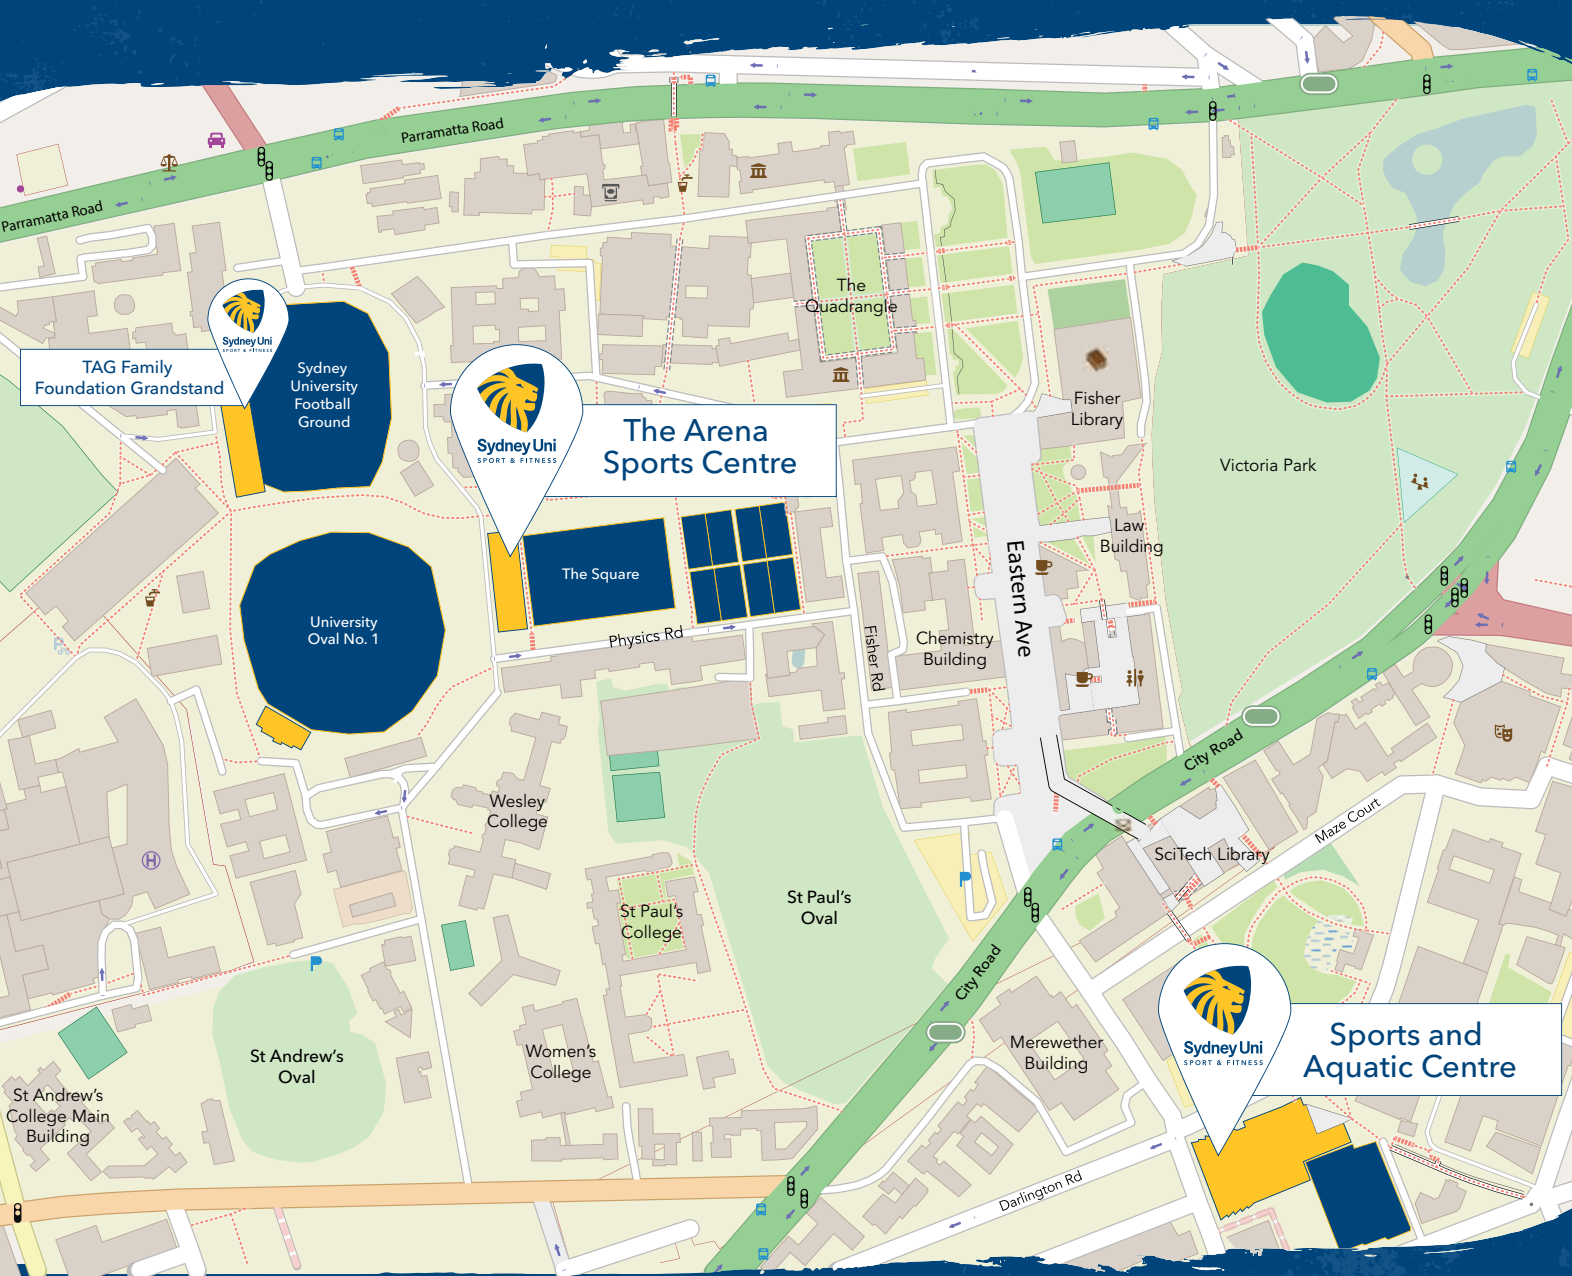 Parramatta Road
Parramatta Road
The
Quadrangle
Sydney Uni
SPORT & FITNESS
TAG Family
Foundation Grandstand
Sydney
University
Football
Ground
Sydney Uni
SPORT & FITNESS
The Arena
Sports Centre
Fisher
Library
Victoria Park
Law
Building
Eastern Ave
The Square
University
Oval No. 1
Physics Rd
Fisher Rd
Chemistry
Building
City Road
Wesley
College
Maze Court
SciTech Library
H
P
St Paul's
College
St Paul's
Oval
P
City Road
Sydney Uni
SPORT & FITNESS
Sports and
Aquatic Centre
Merewether
Building
Women's
College
St Andrew's
Oval
St Andrew's
College Main
Building
Darlington Rd